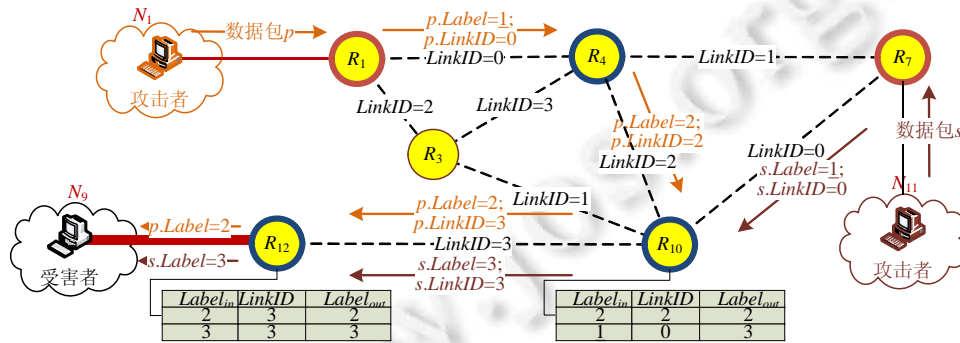 N1
数据包p
p.Label=1;
p.LinkID=0
攻击者
R1
LinkID=0
R4
LinkID=1
R7
LinkID=2
LinkID=3
R3
p.Label=2;
p.LinkID=2
LinkID=2
数据包s
LinkID=0
s.Label=1;
s.LinkID=0
N9
N11
LinkID=1
p.Label=2
p.Label=2;
p.LinkID=3
R12
LinkID=3
R10
s.Label=3
受害者
s.Label=3;
s.LinkID=3
攻击者
Labelin LinkID Labelout
2 3 2
3 3 3
Labelin LinkID Labelout
2 2 2
1 0 3